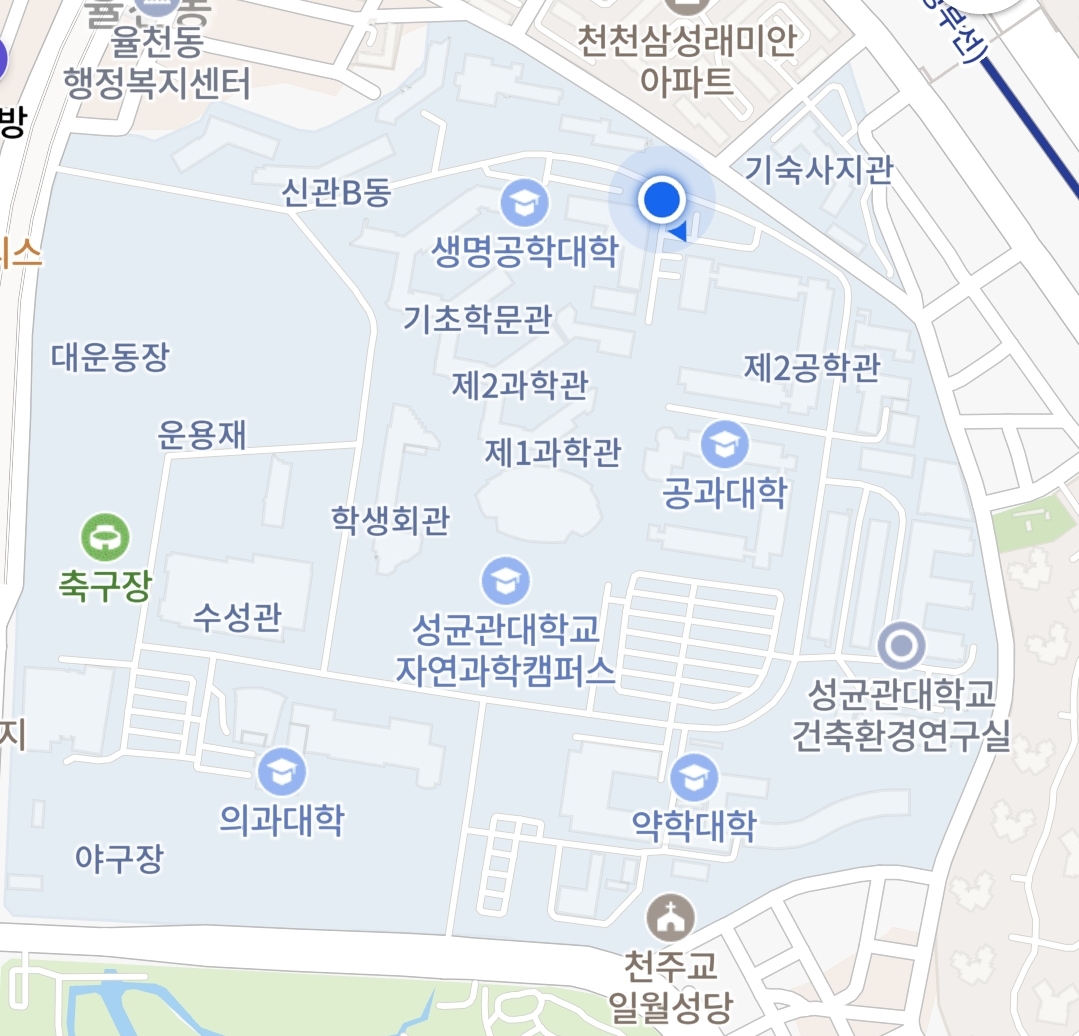 율천동
율천동
행정복지센터
천천삼성래미안
아파트
방
기숙사지관
신관B동
생명공학대학
기초학문관
대운동장
제2공학관
제2과학관
운용재
제1과학관
공과대학
학생회관
축구장
수성관
성균관대학교
자연과학캠퍼스
성균관대학교
건축환경연구실
지
의과대학
약학대학
야구장
천주교
일월성당